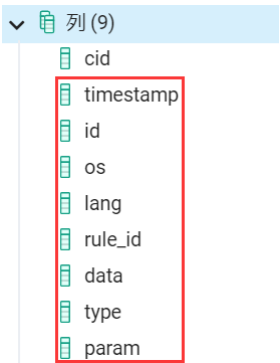 列 (9)
cid
timestamp
id
os
lang
rule_id
data
type
param